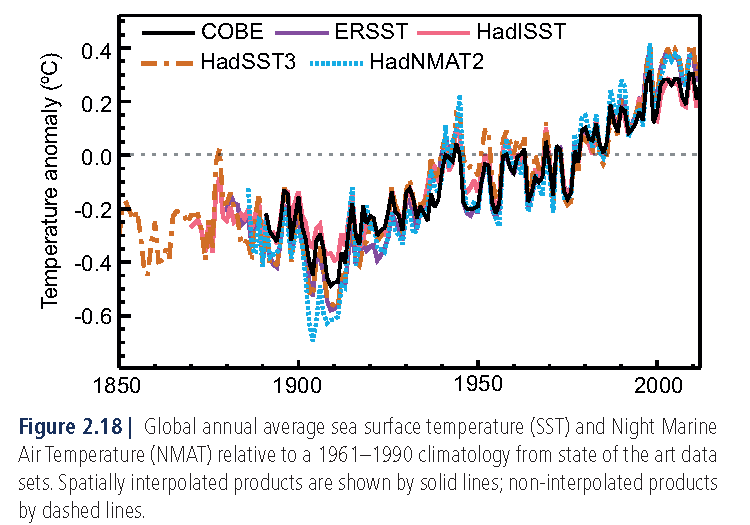 COBE ERSST HadISST
HadSST3 HadNMAT2
Temperature anomaly (ºC)
0.4
0.2
0.0
-0.2
-0.4
-0.6
1850 1900 1950 2000
Figure 2.18 | Global annual average sea surface temperature (SST) and Night Marine
Air Temperature (NMAT) relative to a 1961–1990 climatology from state of the art data
sets. Spatially interpolated products are shown by solid lines; non-interpolated products
by dashed lines.